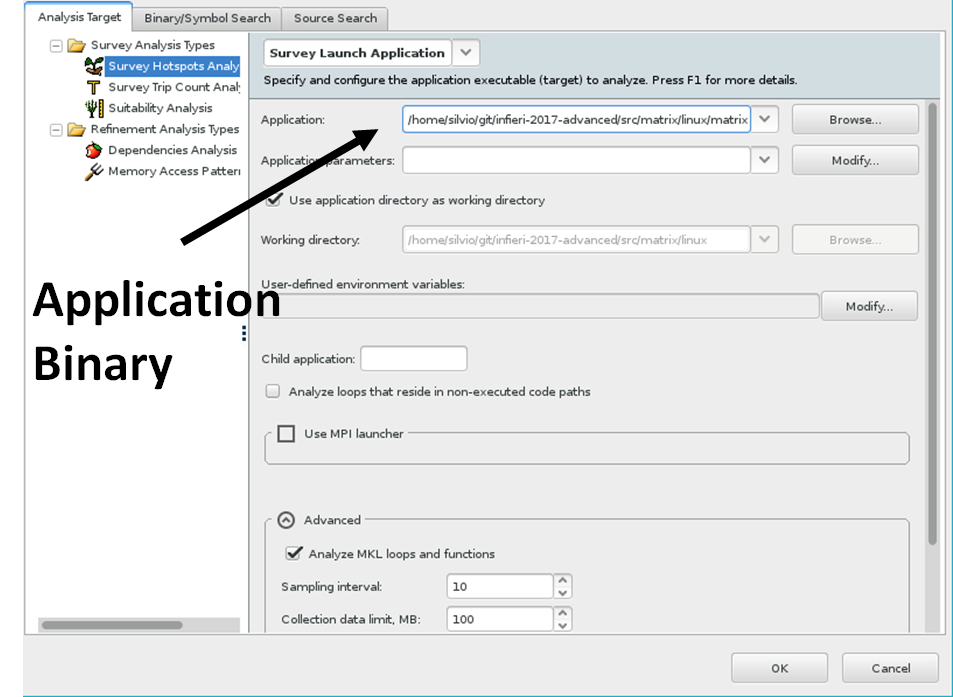 Analysis Target Binary/Symbol Search Source Search
Survey Analysis Types
Survey Hotspots Analy
Survey Trip Count Anal
Suitability Analysis
Refinement Analysis Types
Dependencies Analysis
Memory Access Patter
Survey Launch Application
Specify and configure the application executable (target) to analyze. Press F1 for more details.
Application: /home/silvio/git/infieri-2017-advanced/src/matrix/linux/matrix Browse...
Application parameters: Modify...
Use application directory as working directory
Working directory: /home/silvio/git/infieri-2017-advanced/src/matrix/linux Browse...
User-defined environment variables:
Modify...
Application
Binary
Child application:
Analyze loops that reside in non-executed code paths
Use MPI launcher
Advanced
Analyze MKL loops and functions
Sampling interval: 10
Collection data limit, MB: 100
OK Cancel